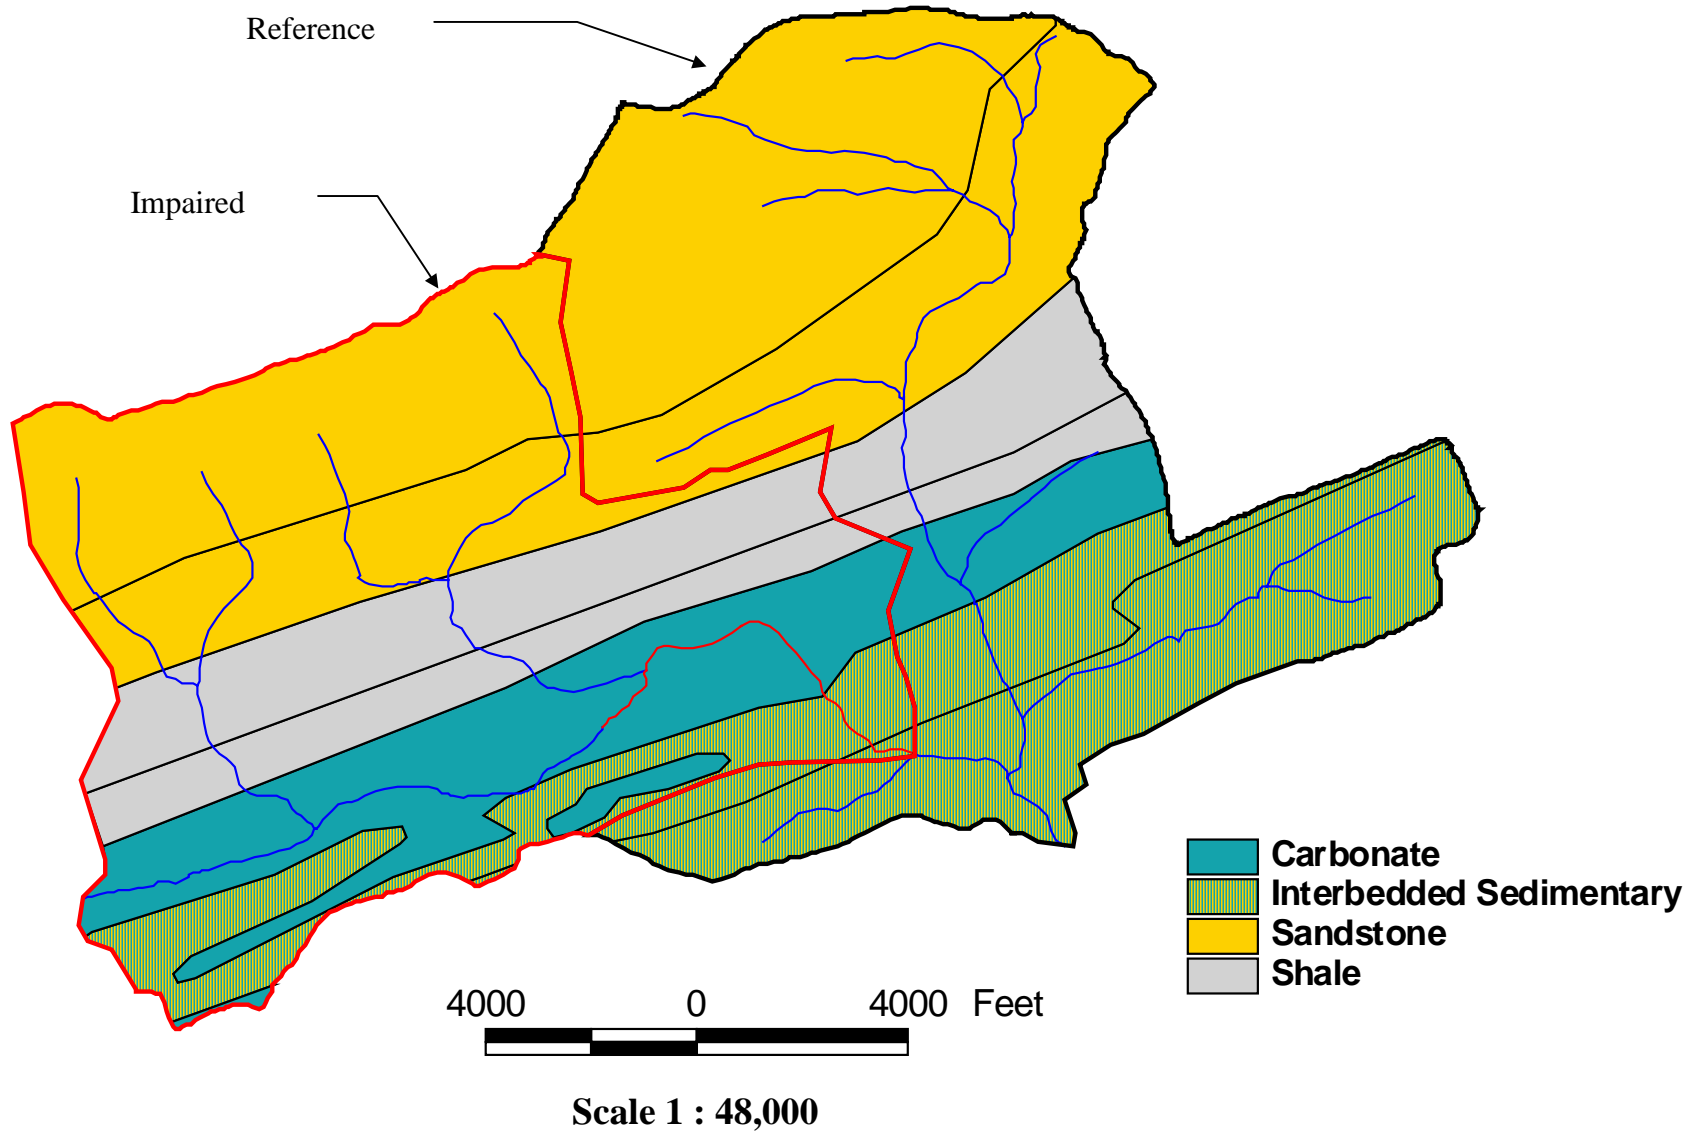 Reference
Impaired
Carbonate
Interbedded Sedimentary
Sandstone
Shale
4000 0 4000 Feet
Scale 1 : 48,000